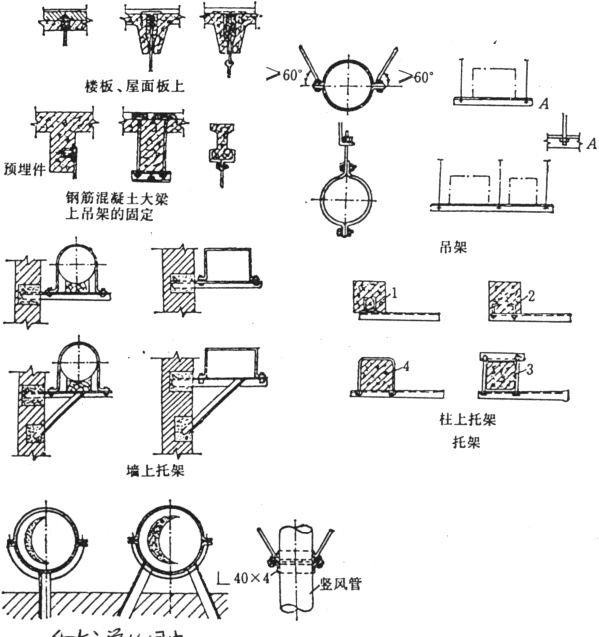 楼板、屋面板上
>60°
>60°
A
A
预埋件
钢筋混凝土大梁
上吊架的固定
吊架
1
2
4
3
柱上托架
托架
墙上托架
∟40×4
竖风管